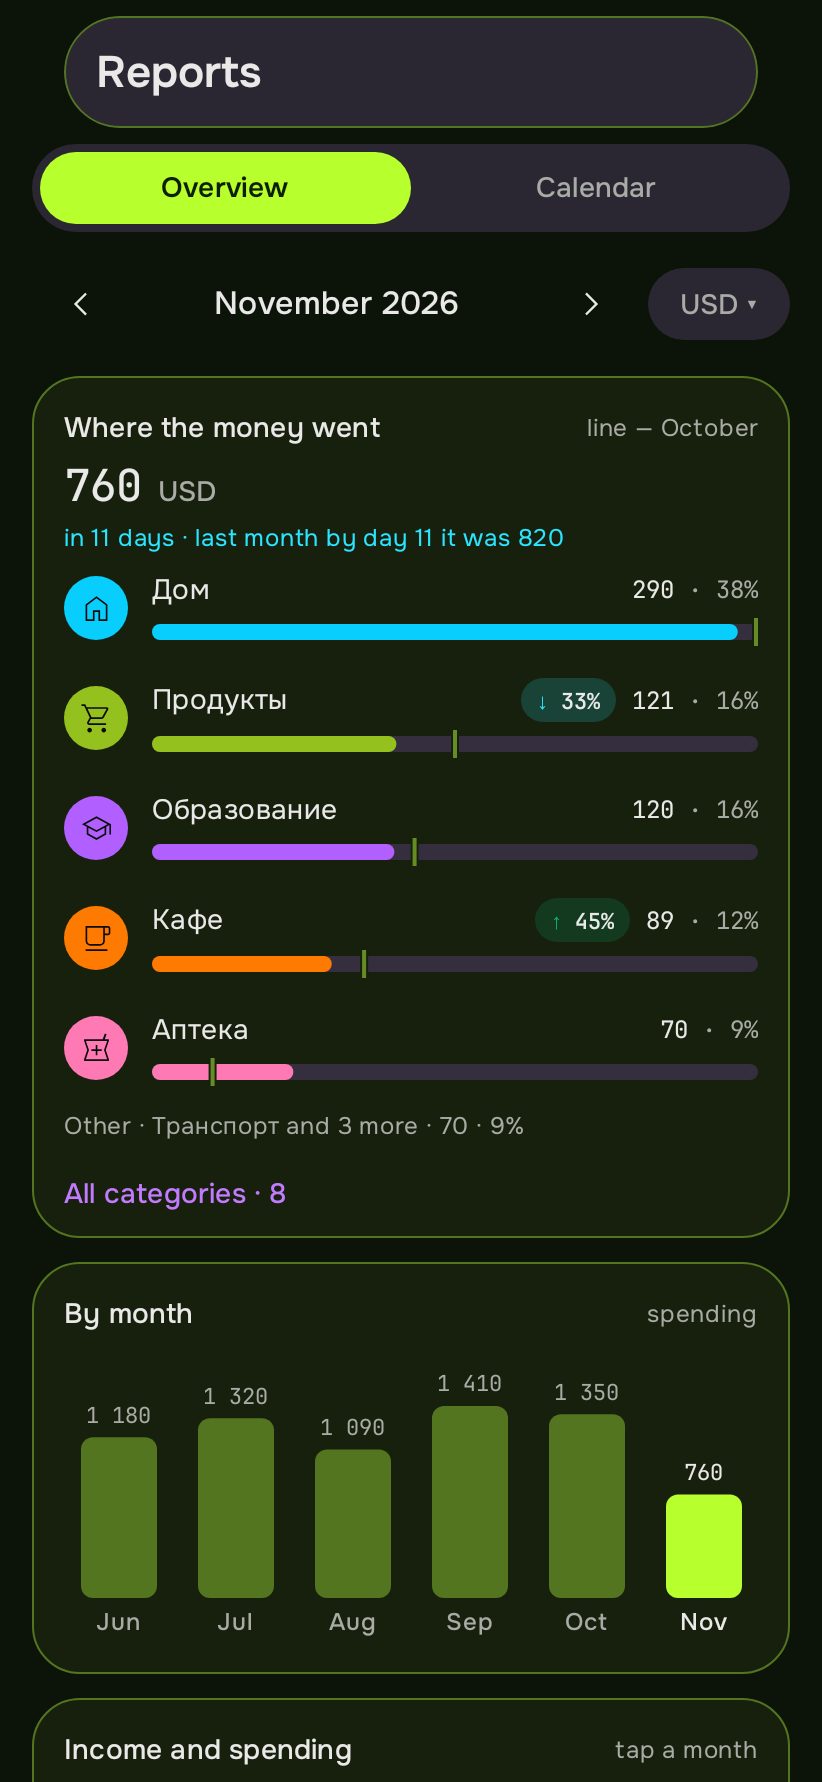 Reports
Overview Calendar
November 2026 USD ▾
Where the money went line — October
760 USD
in 11 days · last month by day 11 it was 820
Дом 290 · 38%
Продукты ↓ 33% 121 · 16%
Образование 120 · 16%
Кафе ↑ 45% 89 · 12%
Аптека 70 · 9%
Other · Транспорт and 3 more · 70 · 9%
All categories · 8
By month spending
1 180 1 320 1 090 1 410 1 350 760
Jun Jul Aug Sep Oct Nov
Income and spending tap a month